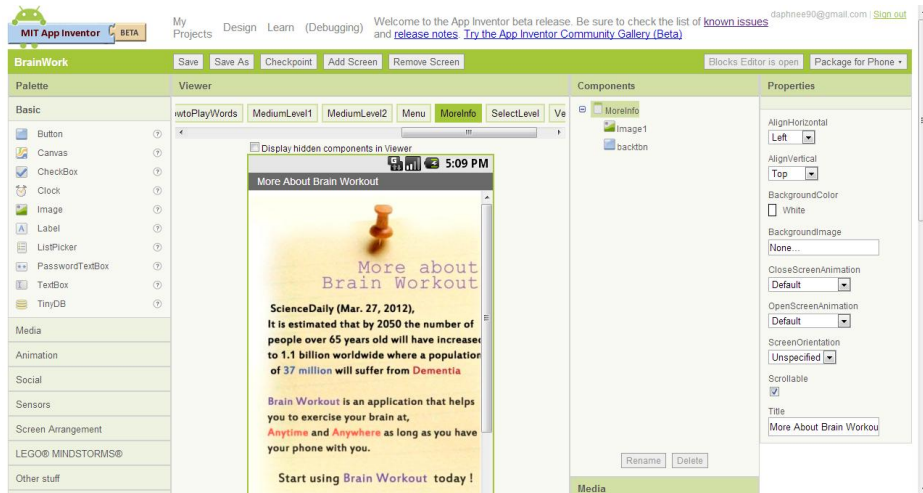 MIT App Inventor BETA
My Projects Design Learn (Debugging)
Welcome to the App Inventor beta release. Be sure to check the list of known issues
and release notes. Try the App Inventor Community Gallery (Beta)
daphnee90@gmail.com | Sign out
BrainWork
Save Save As Checkpoint Add Screen Remove Screen
Blocks Editor is open Package for Phone
Palette
Basic
Button
Canvas
CheckBox
Clock
Image
Label
ListPicker
PasswordTextBox
TextBox
TinyDB
Media
Animation
Social
Sensors
Screen Arrangement
LEGO® MINDSTORMS®
Other stuff
Viewer
wtoPlayWords MediumLevel1 MediumLevel2 Menu MoreInfo SelectLevel Ve
Display hidden components in Viewer
5:09 PM
More About Brain Workout
More about
Brain Workout
ScienceDaily (Mar. 27, 2012),
It is estimated that by 2050 the number of
people over 65 years old will have increased
to 1.1 billion worldwide where a population
of 37 million will suffer from Dementia
Brain Workout is an application that helps
you to exercise your brain at,
Anytime and Anywhere as long as you have
your phone with you.
Start using Brain Workout today !
Components
MoreInfo
Image1
backtbn
Rename Delete
Media
Properties
AlignHorizontal
Left
AlignVertical
Top
BackgroundColor
White
BackgroundImage
None...
CloseScreenAnimation
Default
OpenScreenAnimation
Default
ScreenOrientation
Unspecified
Scrollable
Title
More About Brain Workou